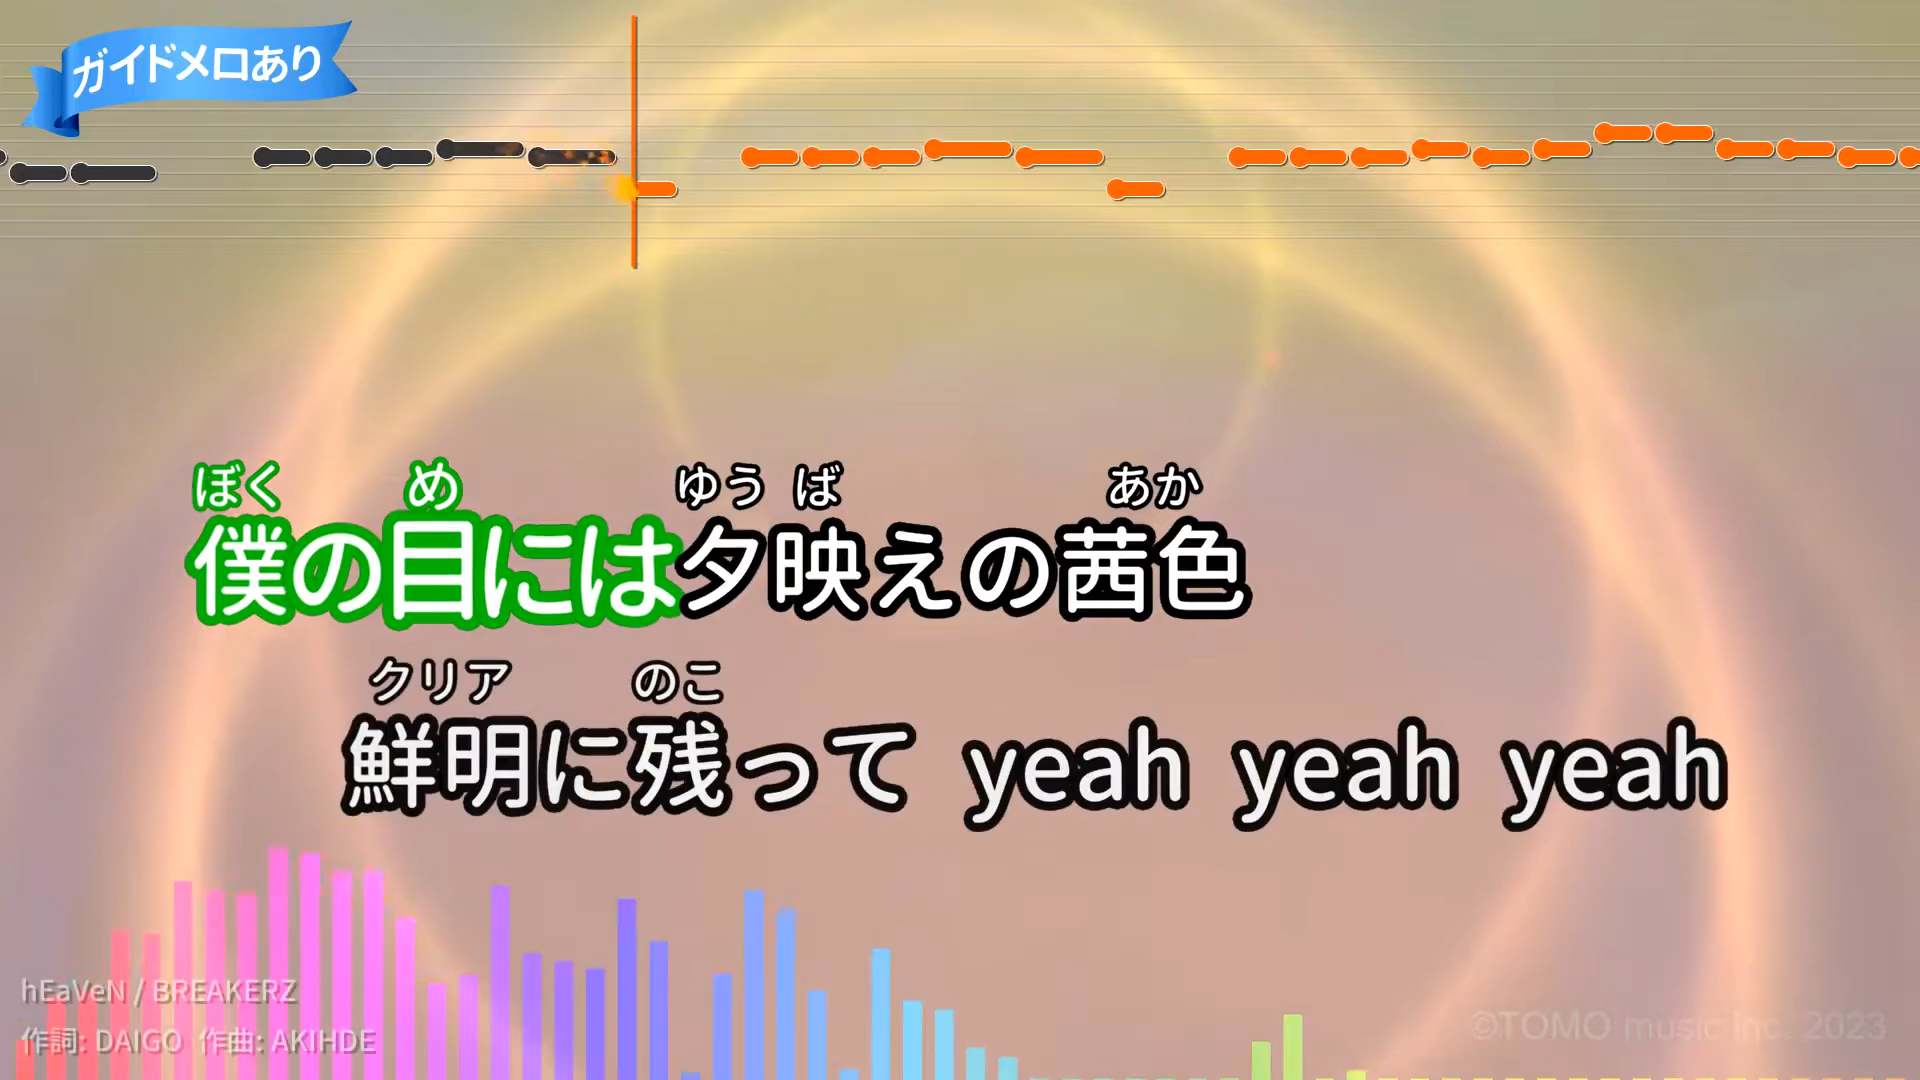 ガイドメロあり
ぼく め ゆう ば あか
僕の目には夕映えの茜色
クリア のこ
鮮明に残って yeah yeah yeah
hEaVeN / BREAKERZ
作詞: DAIGO 作曲: AKIHDE
©TOMO music inc. 2023